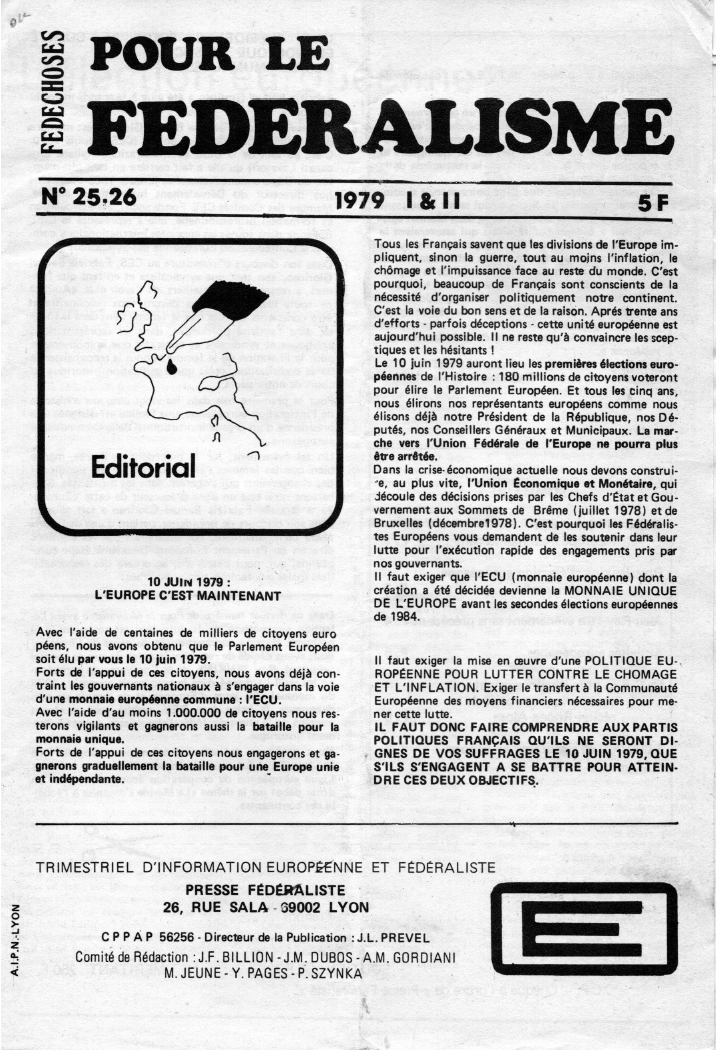 FEDECHOSES
POUR LE
FEDERALISME
N° 25.26 1979 I & II 5 F
Editorial
10 JUIN 1979 :
L'EUROPE C'EST MAINTENANT
Avec l'aide de centaines de milliers de citoyens euro
péens, nous avons obtenu que le Parlement Européen
soit élu par vous le 10 juin 1979.
Forts de l'appui de ces citoyens, nous avons déjà con-
traint les gouvernants nationaux à s'engager dans la voie
d'une monnaie européenne commune : l'ECU.
Avec l'aide d'au moins 1.000.000 de citoyens nous res-
terons vigilants et gagnerons aussi la bataille pour la
monnaie unique.
Forts de l'appui de ces citoyens nous engagerons et ga-
gnerons graduellement la bataille pour une Europe unie
et indépendante.
Tous les Français savent que les divisions de l'Europe im-
pliquent, sinon la guerre, tout au moins l'inflation, le
chômage et l'impuissance face au reste du monde. C'est
pourquoi, beaucoup de Français sont conscients de la
nécessité d'organiser politiquement notre continent.
C'est la voie du bon sens et de la raison. Aprés trente ans
d'efforts - parfois déceptions - cette unité européenne est
aujourd'hui possible. Il ne reste qu'à convaincre les scep-
tiques et les hésitants !
Le 10 juin 1979 auront lieu les premières élections euro-
péennes de l'Histoire : 180 millions de citoyens voteront
pour élire le Parlement Européen. Et tous les cinq ans,
nous élirons nos représentants européens comme nous
élisons déjà notre Président de la République, nos Dé-
putés, nos Conseillers Généraux et Municipaux. La mar-
che vers l'Union Fédérale de l'Europe ne pourra plus
être arrêtée.
Dans la crise économique actuelle nous devons construi-
re, au plus vite, l'Union Économique et Monétaire, qui
découle des décisions prises par les Chefs d'État et Gou-
vernement aux Sommets de Brême (juillet 1978) et de
Bruxelles (décembre1978). C'est pourquoi les Fédéralis-
tes Européens vous demandent de les soutenir dans leur
lutte pour l'exécution rapide des engagements pris par
nos gouvernants.
Il faut exiger que l'ECU (monnaie européenne) dont la
création a été décidée devienne la MONNAIE UNIQUE
DE L'EUROPE avant les secondes élections européennes
de 1984.
Il faut exiger la mise en œuvre d'une POLITIQUE EU-
ROPÉENNE POUR LUTTER CONTRE LE CHOMAGE
ET L'INFLATION. Exiger le transfert à la Communauté
Européenne des moyens financiers nécessaires pour me-
ner cette lutte.
IL FAUT DONC FAIRE COMPRENDRE AUX PARTIS
POLITIQUES FRANÇAIS QU'ILS NE SERONT DI-
GNES DE VOS SUFFRAGES LE 10 JUIN 1979, QUE
S'ILS S'ENGAGENT A SE BATTRE POUR ATTEIN-
DRE CES DEUX OBJECTIFS.
TRIMESTRIEL D'INFORMATION EUROPÉENNE ET FÉDÉRALISTE
PRESSE FÉDÉRALISTE
26, RUE SALA - 69002 LYON
CPPAP 56256 - Directeur de la Publication : J.L. PREVEL
Comité de Rédaction : J.F. BILLION - J.M. DUBOS - A.M. GORDIANI
M. JEUNE - Y. PAGES - P. SZYNKA
A.I.P.N.-LYON